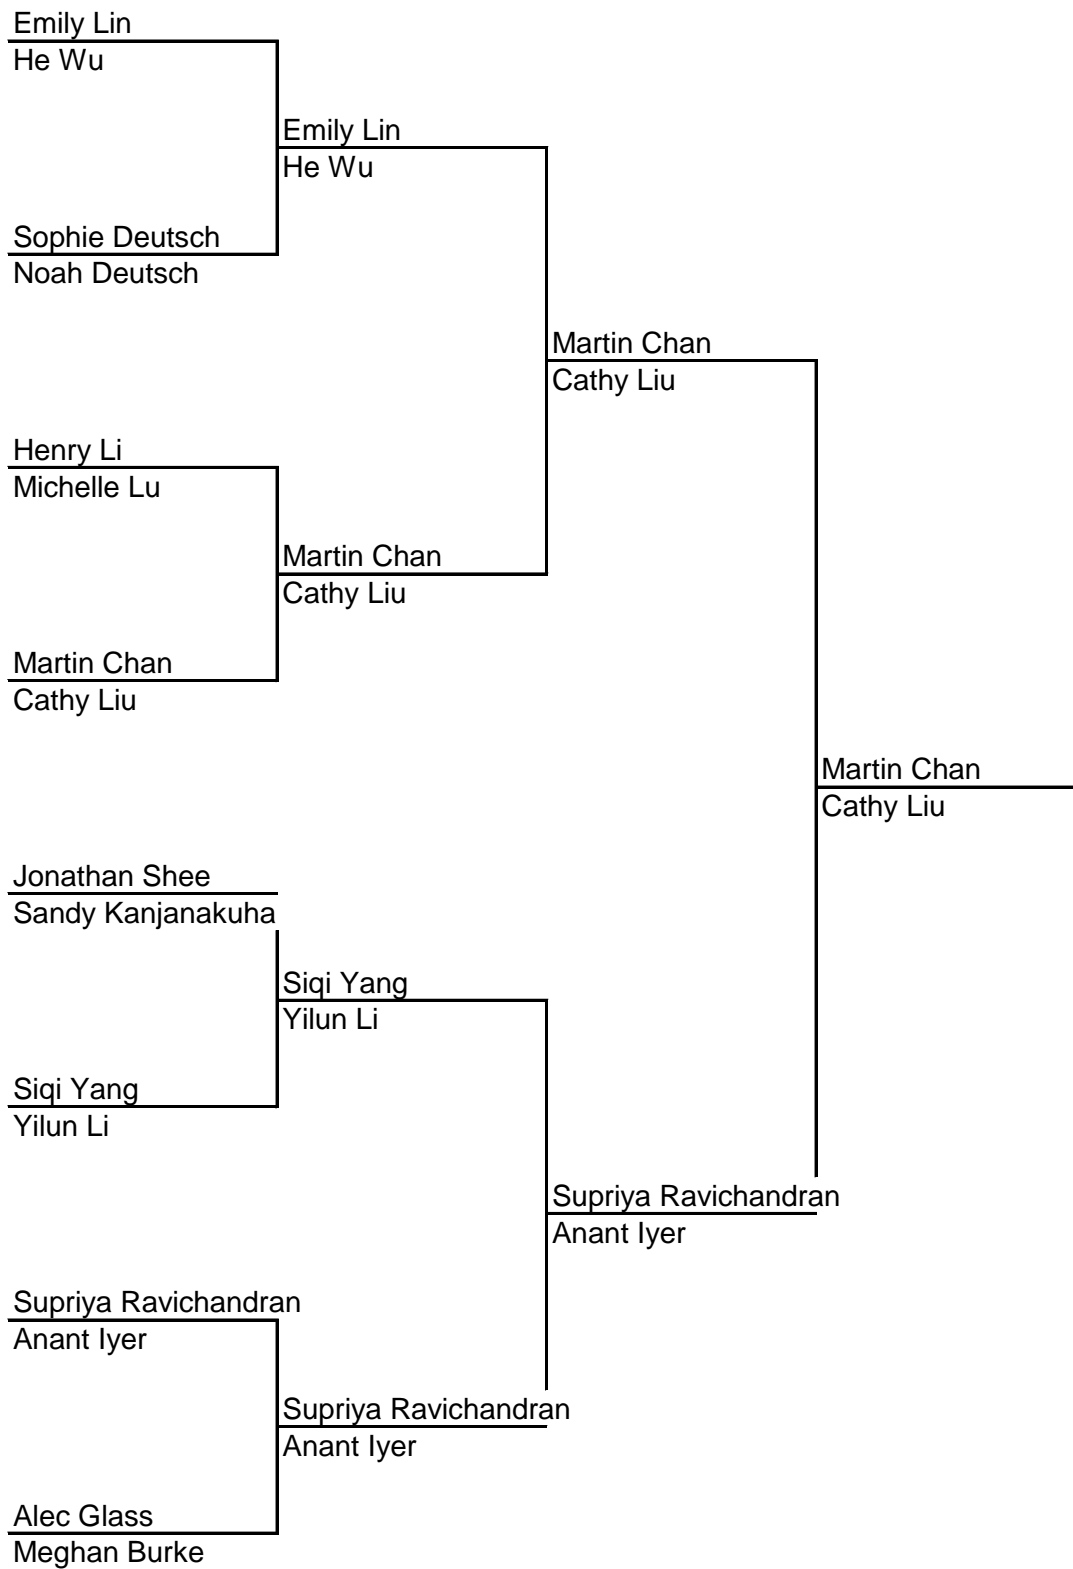 Emily Lin
He Wu
Emily Lin
He Wu
Sophie Deutsch
Noah Deutsch
Martin Chan
Cathy Liu
Henry Li
Michelle Lu
Martin Chan
Cathy Liu
Martin Chan
Cathy Liu
Martin Chan
Cathy Liu
Jonathan Shee
Sandy Kanjanakuha
Siqi Yang
Yilun Li
Siqi Yang
Yilun Li
Supriya Ravichandran
Anant Iyer
Supriya Ravichandran
Anant Iyer
Supriya Ravichandran
Anant Iyer
Alec Glass
Meghan Burke